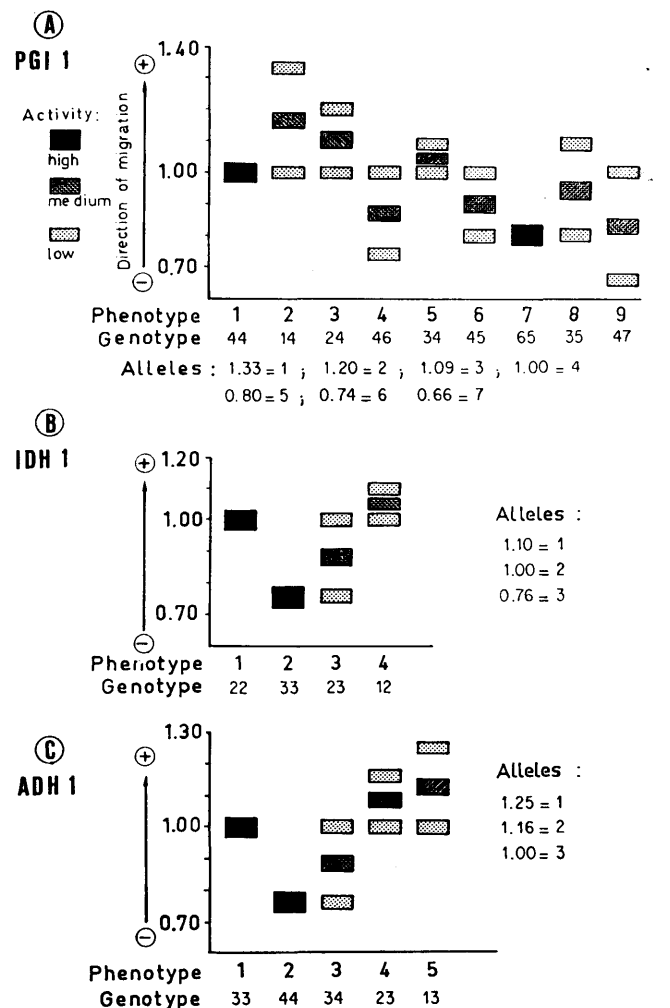 A
PGI 1
Activity:
high
medium
low
Direction of migration
+
−
1.40
1.00
0.70
Phenotype 1 2 3 4 5 6 7 8 9
Genotype 44 14 24 46 34 45 65 35 47
Alleles : 1.33 = 1 ; 1.20 = 2 ; 1.09 = 3 ; 1.00 = 4
0.80 = 5 ; 0.74 = 6 0.66 = 7
B
IDH 1
+
−
1.20
1.00
0.70
Alleles :
1.10 = 1
1.00 = 2
0.76 = 3
Phenotype 1 2 3 4
Genotype 22 33 23 12
C
ADH 1
+
−
1.30
1.00
0.70
Alleles :
1.25 = 1
1.16 = 2
1.00 = 3
Phenotype 1 2 3 4 5
Genotype 33 44 34 23 13